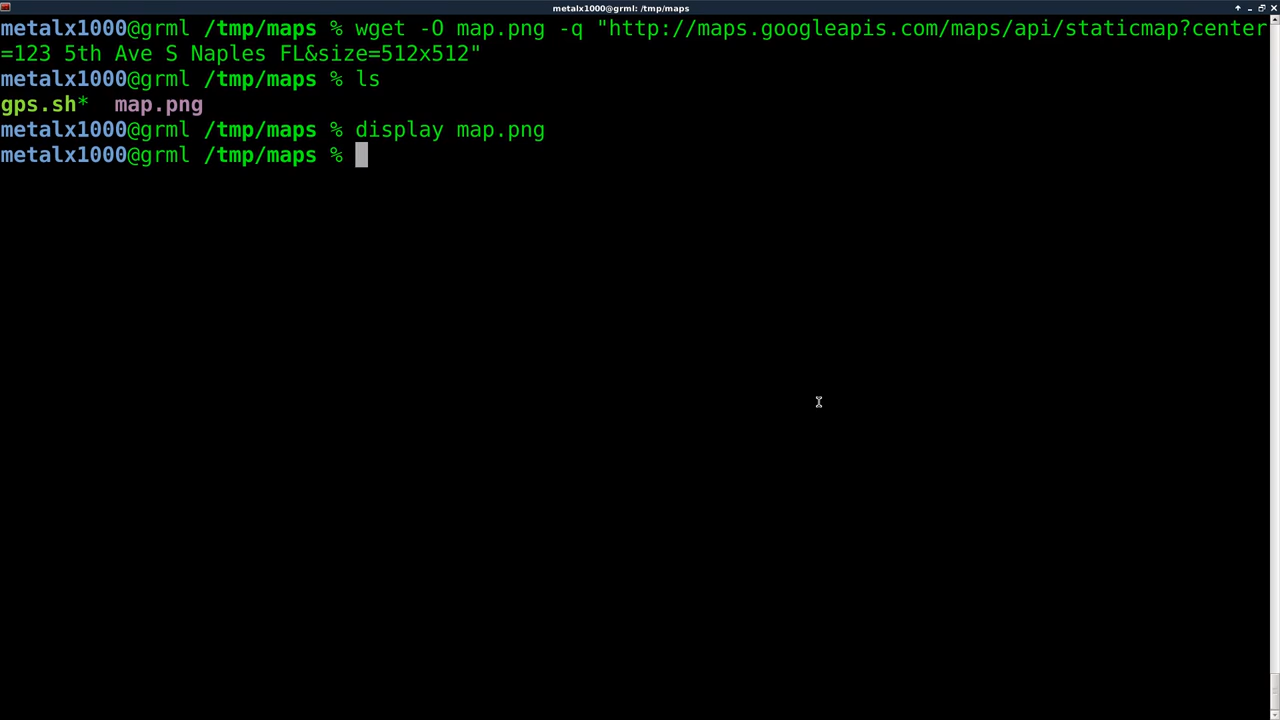 metalx1000@grml: /tmp/maps
metalx1000@grml /tmp/maps % wget -O map.png -q "http://maps.googleapis.com/maps/api/staticmap?center
=123 5th Ave S Naples FL&size=512x512"
metalx1000@grml /tmp/maps % ls
gps.sh*  map.png
metalx1000@grml /tmp/maps % display map.png
metalx1000@grml /tmp/maps %